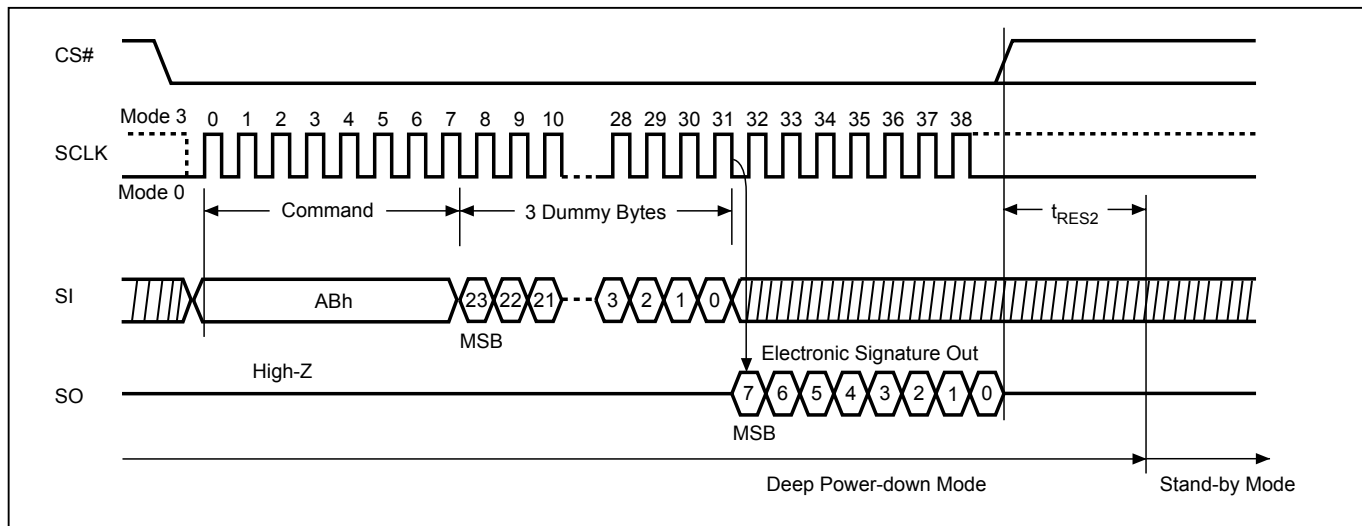 CS#
Mode 3 0 1 2 3 4 5 6 7 8 9 10 28 29 30 31 32 33 34 35 36 37 38
SCLK
Mode 0
Command 3 Dummy Bytes tRES2
SI ABh 23 22 21 3 2 1 0
MSB
High-Z Electronic Signature Out
SO 7 6 5 4 3 2 1 0
MSB
Deep Power-down Mode Stand-by Mode